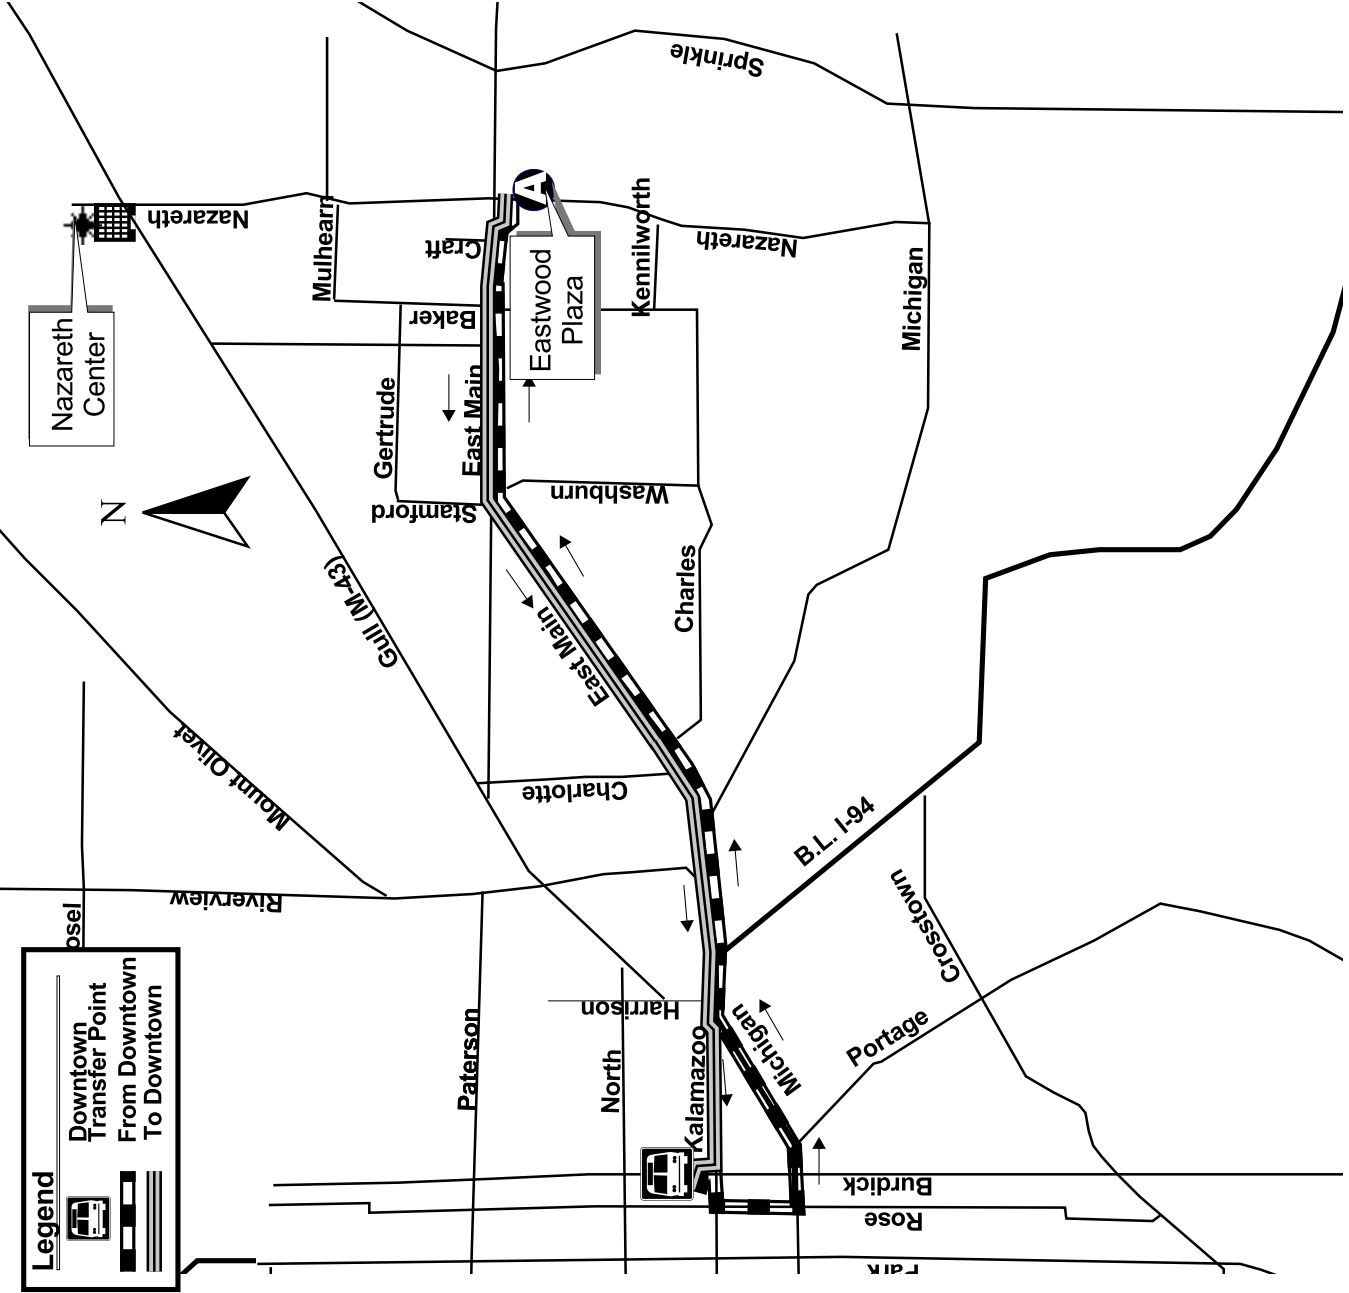 Sprinkle
Nazareth
Mulhearn
Craft
A
Kennilworth
Nazareth
Michigan
Nazareth
Center
Baker
Eastwood
Plaza
Gertrude
East Main
N
Stamford
Washburn
Gull (M-43)
Charles
East Main
Mount Olivet
Charlotte
B.L. I-94
Riverview
osel
Crosstown
Harrison
Paterson
North
Kalamazoo
Michigan
Portage
Burdick
Rose
Park
Legend
Downtown
Transfer Point
From Downtown
To Downtown